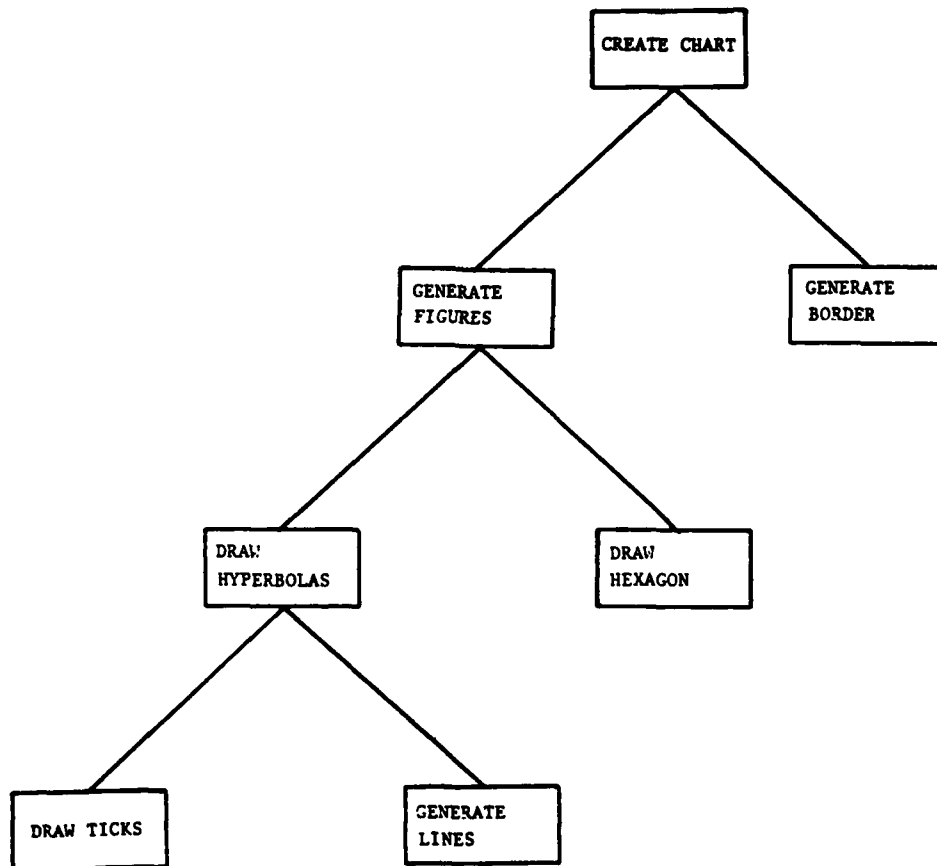 CREATE CHART
GENERATE
FIGURES
GENERATE
BORDER
DRAW
HYPERBOLAS
DRAW
HEXAGON
DRAW TICKS
GENERATE
LINES